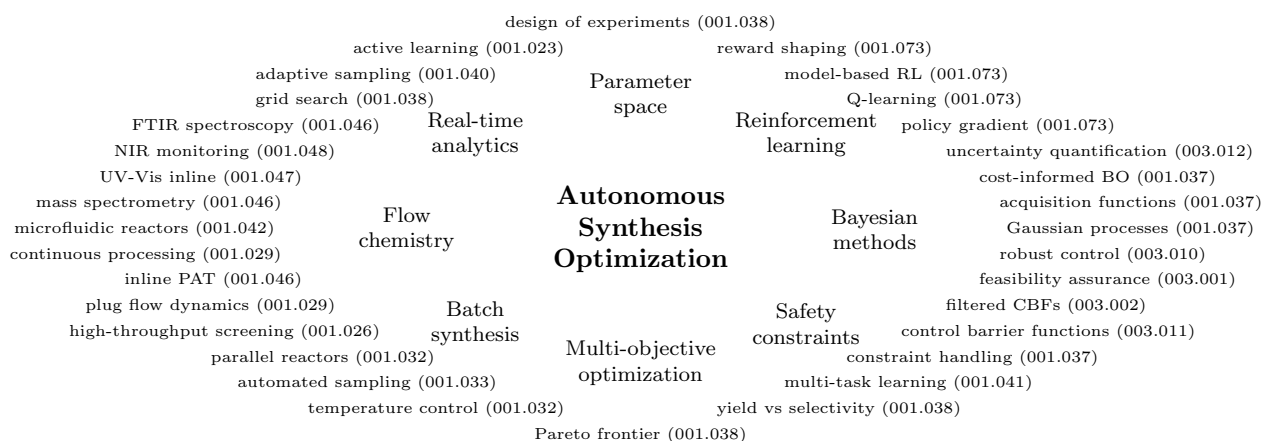 design of experiments (001.038)
active learning (001.023)
reward shaping (001.073)
adaptive sampling (001.040)
Parameter
space
model-based RL (001.073)
grid search (001.038)
Q-learning (001.073)
FTIR spectroscopy (001.046)
Real-time
analytics
Reinforcement
learning
policy gradient (001.073)
NIR monitoring (001.048)
uncertainty quantification (003.012)
UV-Vis inline (001.047)
cost-informed BO (001.037)
mass spectrometry (001.046)
Autonomous
Synthesis
Optimization
acquisition functions (001.037)
microfluidic reactors (001.042)
Flow
chemistry
Bayesian
methods
Gaussian processes (001.037)
continuous processing (001.029)
robust control (003.010)
inline PAT (001.046)
feasibility assurance (003.001)
plug flow dynamics (001.029)
Batch
synthesis
Safety
constraints
filtered CBFs (003.002)
high-throughput screening (001.026)
control barrier functions (003.011)
parallel reactors (001.032)
Multi-objective
optimization
constraint handling (001.037)
automated sampling (001.033)
multi-task learning (001.041)
temperature control (001.032)
yield vs selectivity (001.038)
Pareto frontier (001.038)